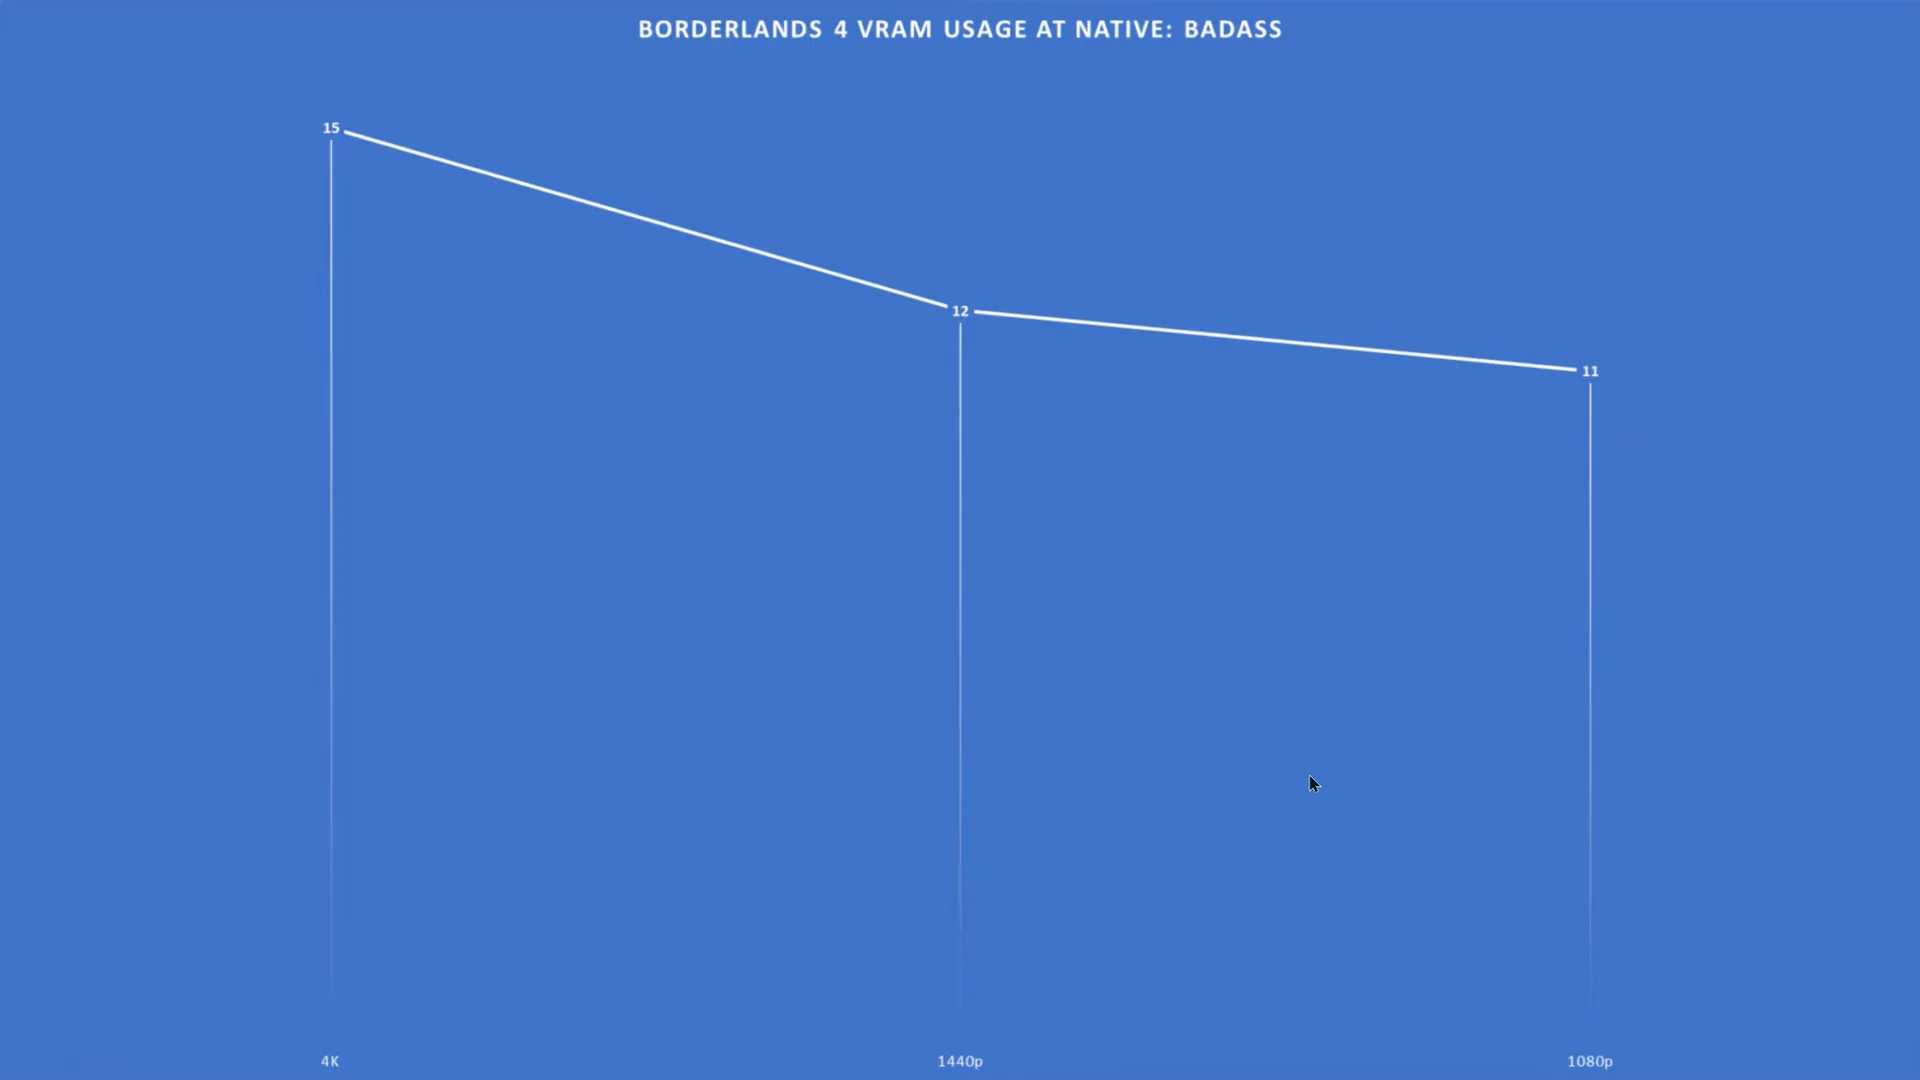 BORDERLANDS 4 VRAM USAGE AT NATIVE: BADASS
15
12
11
4K
1440p
1080p